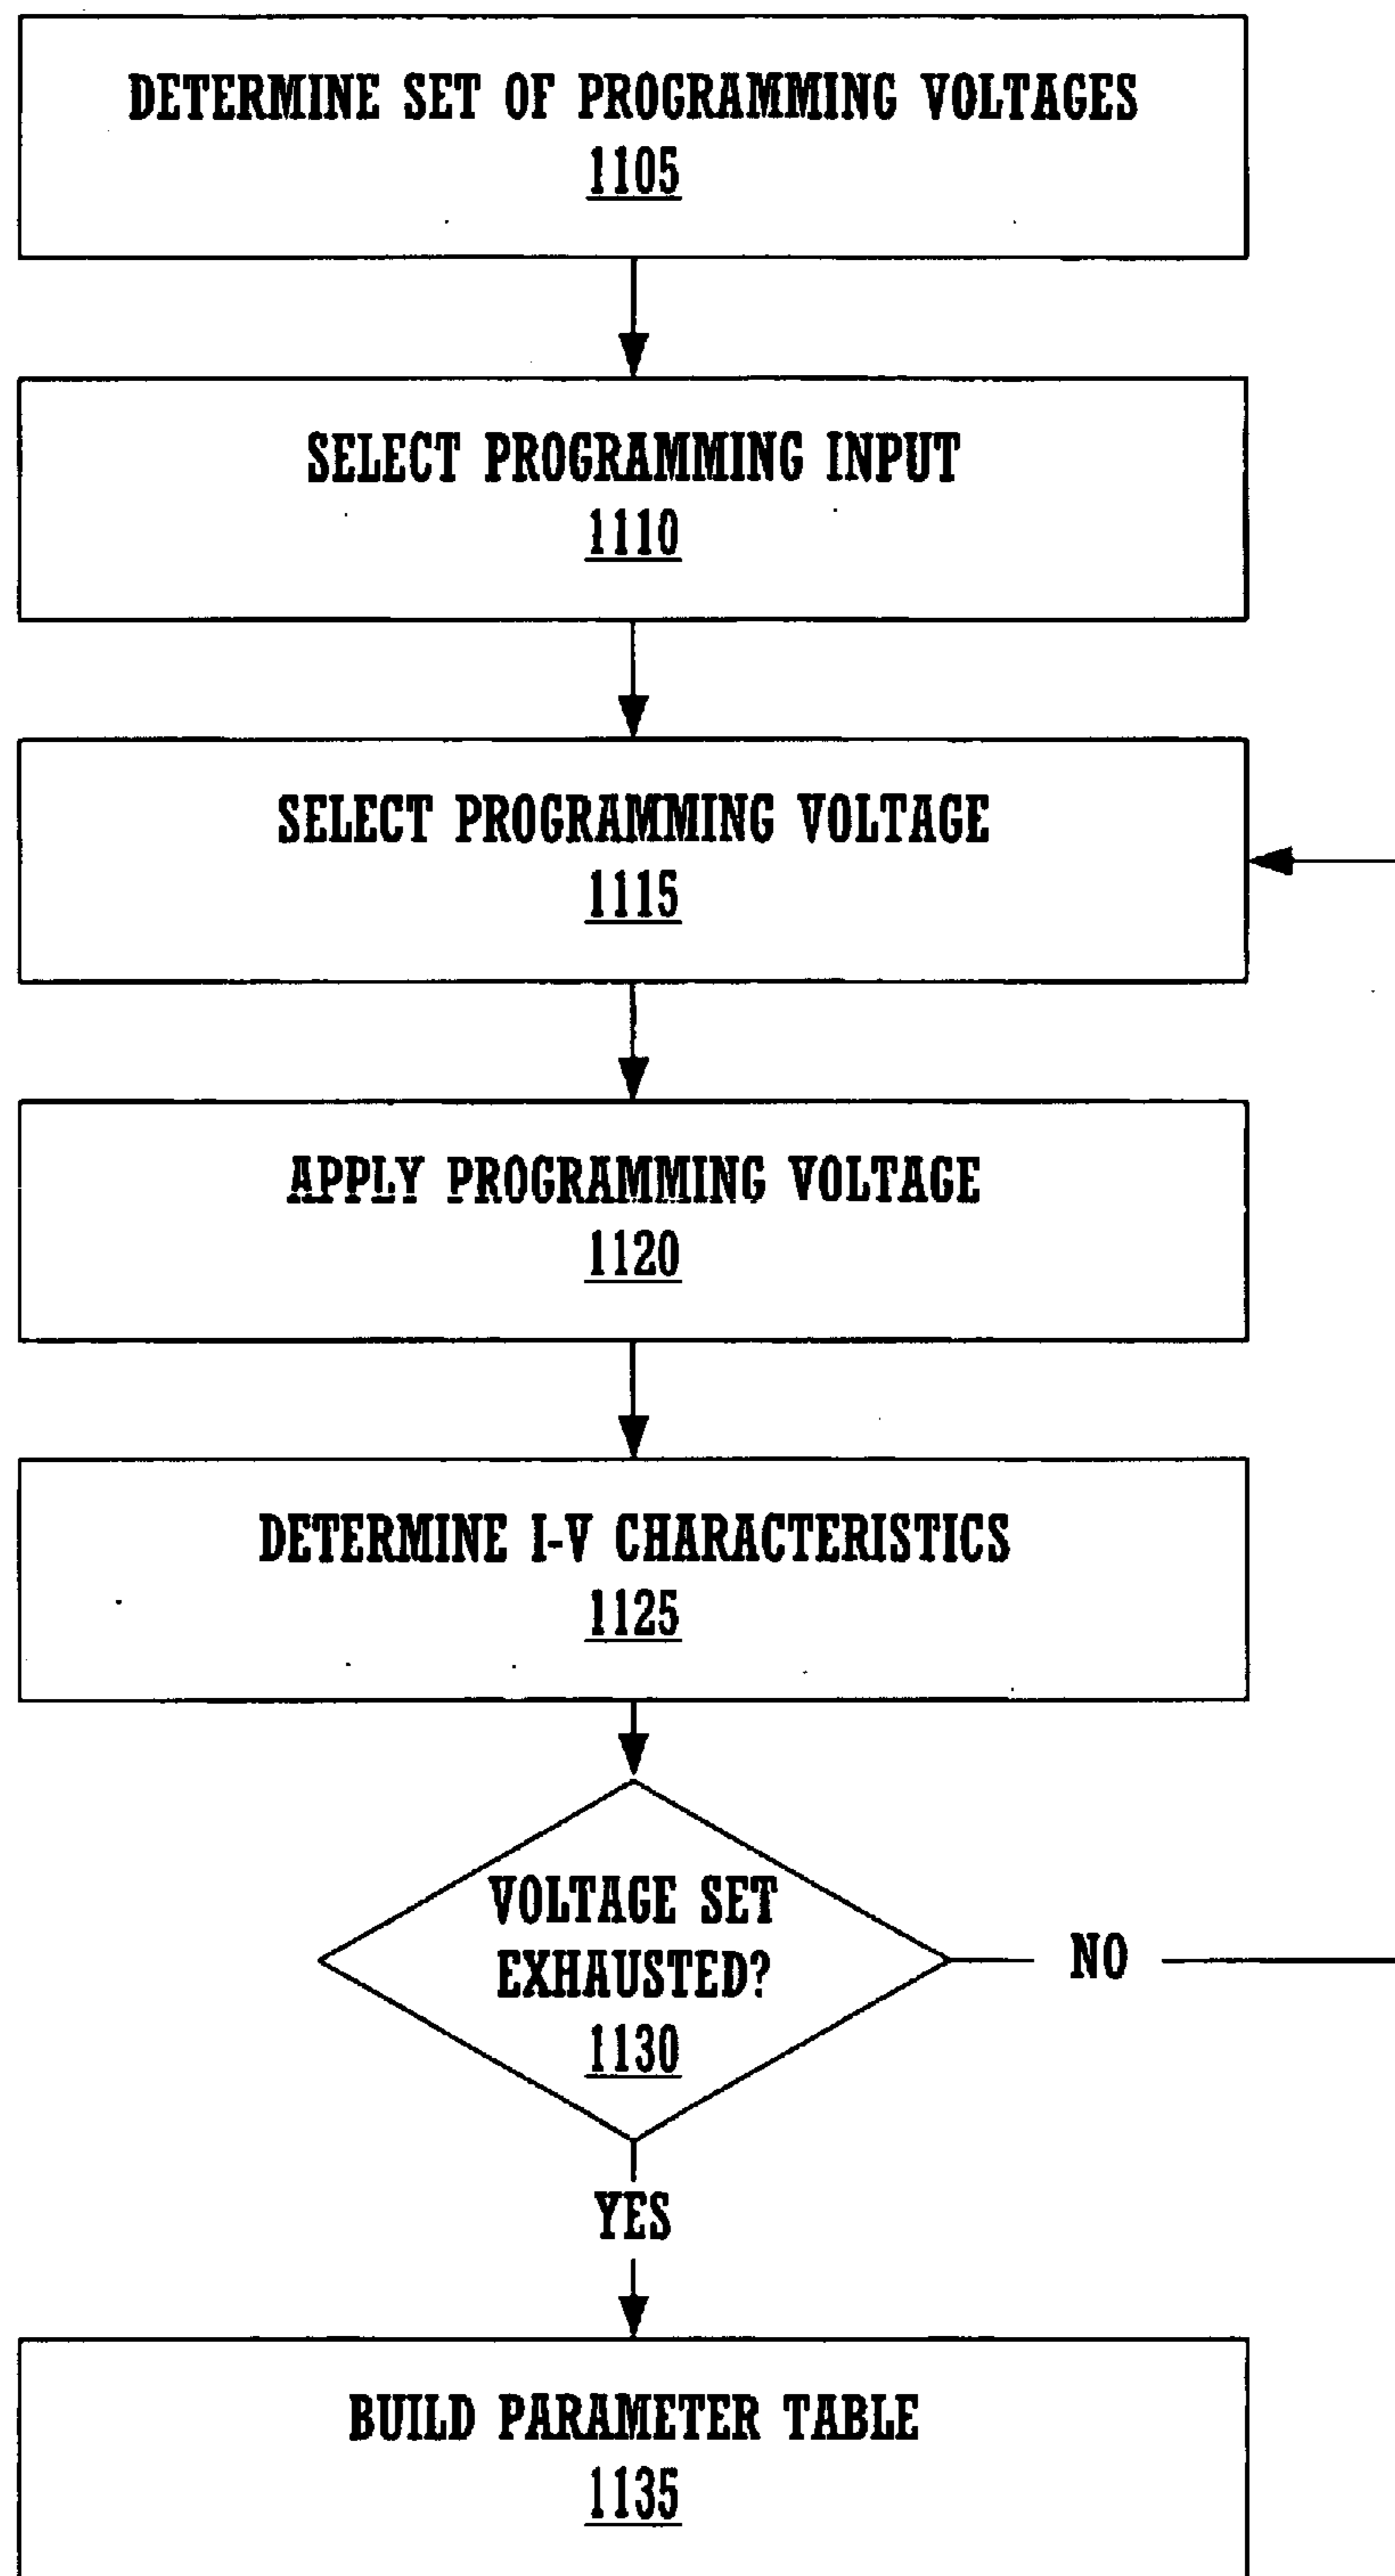 DETERMINE SET OF PROGRAMMING VOLTAGES
1105
SELECT PROGRAMMING INPUT
1110
SELECT PROGRAMMING VOLTAGE
1115
APPLY PROGRAMMING VOLTAGE
1120
DETERMINE I-V CHARACTERISTICS
1125
VOLTAGE SET
EXHAUSTED?
1130
NO
YES
BUILD PARAMETER TABLE
1135